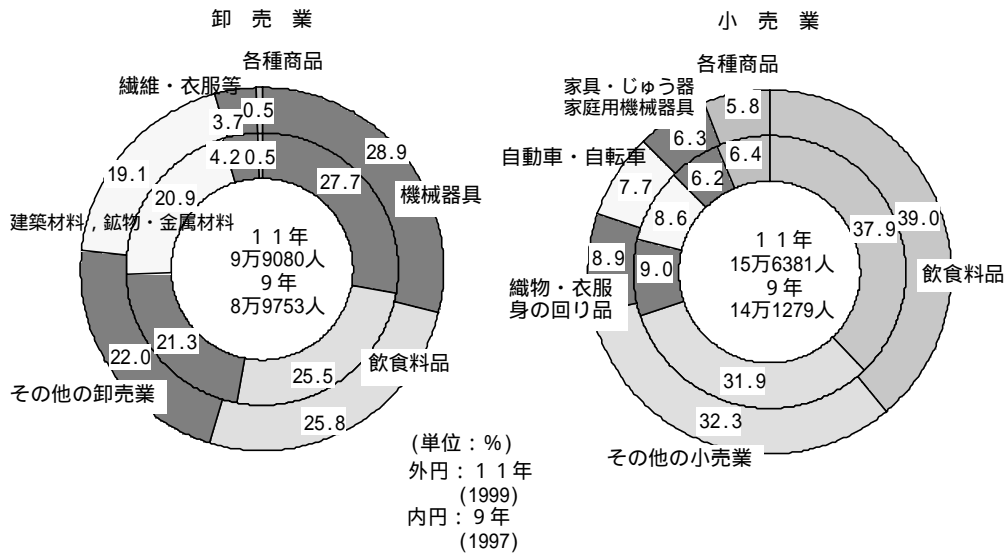 卸 売 業
各種商品
繊維・衣服等
0.5
3.7
28.9
19.1
4.2
0.5
27.7
機械器具
20.9
建築材料,鉱物・金属材料
11年
9万9080人
9年
8万9753人
21.3
22.0
25.5
飲食料品
その他の卸売業
25.8
小 売 業
各種商品
家具・じゅう器
家庭用機械器具
5.8
6.3
自動車・自転車
6.4
6.2
7.7
8.6
37.9
39.0
11年
15万6381人
9年
14万1279人
8.9
9.0
飲食料品
織物・衣服
身の回り品
31.9
32.3
その他の小売業
(単位:%)
外円:11年
(1999)
内円:9年
(1997)